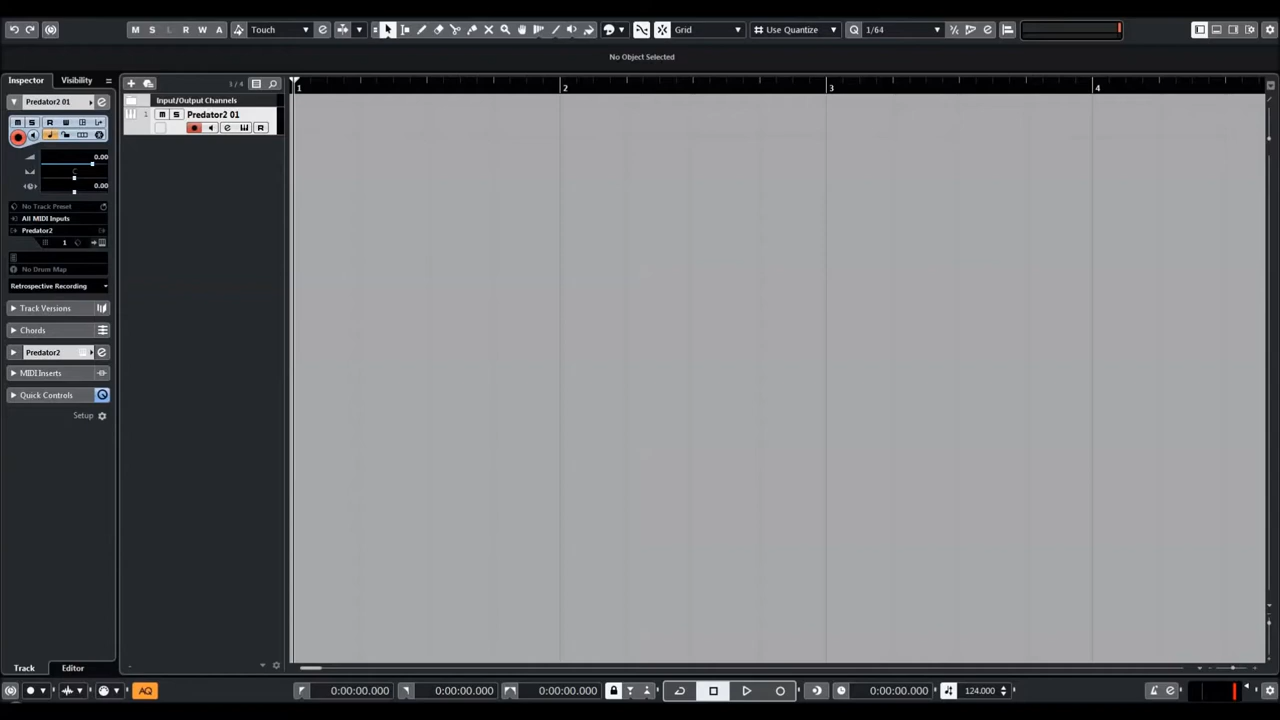 M S L R W A Touch Grid Use Quantize 1/64
No Object Selected
Inspector Visibility 3 / 4 1 2 3 4
Input/Output Channels
Predator2 01
1 M S Predator2 01
M S R W
R
0.00
C
0.00
No Track Preset
All MIDI Inputs
Predator2
1
No Drum Map
Retrospective Recording
Track Versions
Chords
Predator2
MIDI Inserts
Quick Controls
Setup
Track Editor
AQ 0:00:00.000 0:00:00.000 0:00:00.000 0:00:00.000 124.000